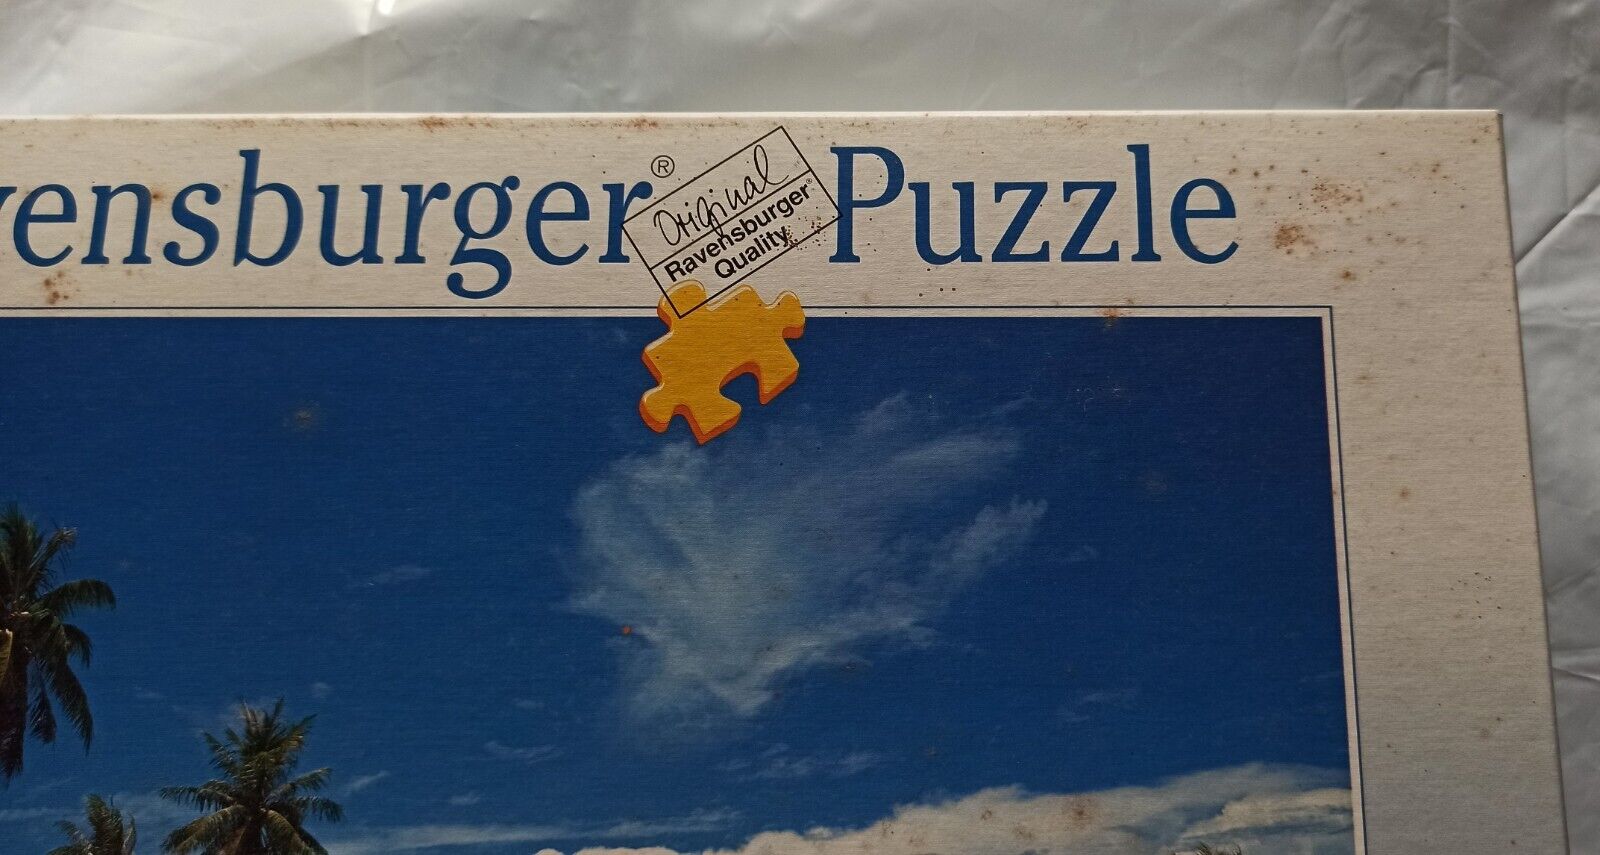 vensburger® Puzzle
Original
Ravensburger®
Quality